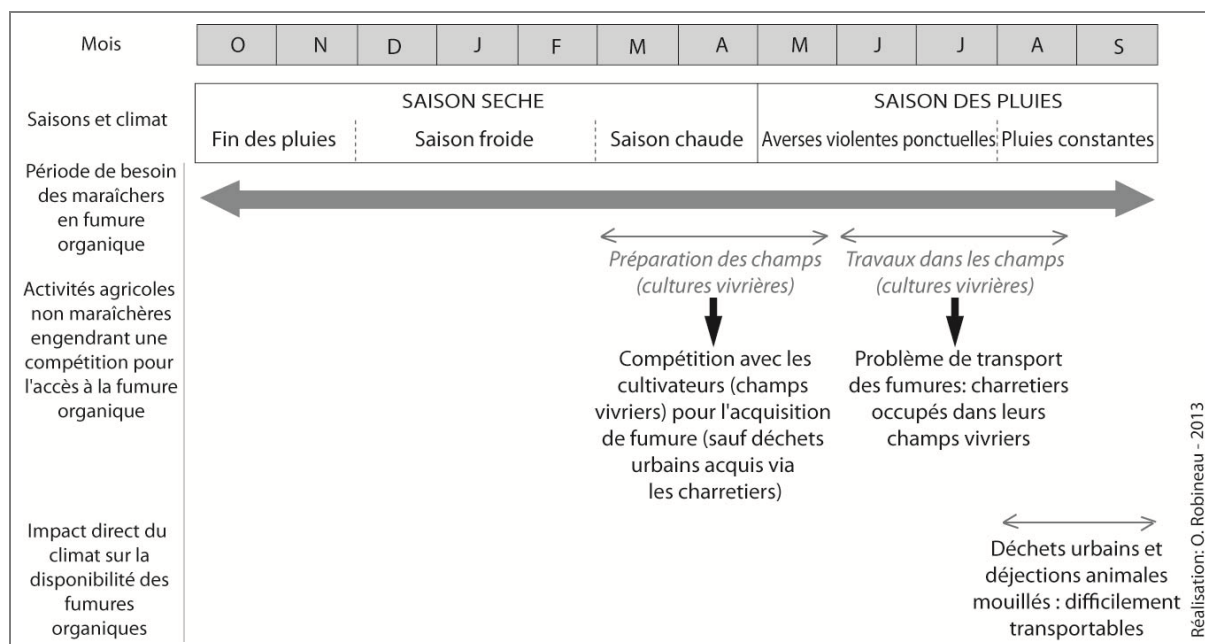 Mois
O N D J F M A M J J A S
Saisons et climat
SAISON SECHE
SAISON DES PLUIES
Fin des pluies
Saison froide
Saison chaude
Averses violentes ponctuelles
Pluies constantes
Période de besoin
des maraîchers
en fumure
organique
Activités agricoles
non maraîchères
engendrant une
compétition pour
l'accès à la fumure
organique
Préparation des champs
(cultures vivrières)
Travaux dans les champs
(cultures vivrières)
Compétition avec les
cultivateurs (champs
vivriers) pour l'acquisition
de fumure (sauf déchets
urbains acquis via
les charretiers)
Problème de transport
des fumures: charretiers
occupés dans leurs
champs vivriers
Impact direct du
climat sur la
disponibilité des
fumures
organiques
Déchets urbains et
déjections animales
mouillés : difficilement
transportables
Réalisation: O. Robineau - 2013